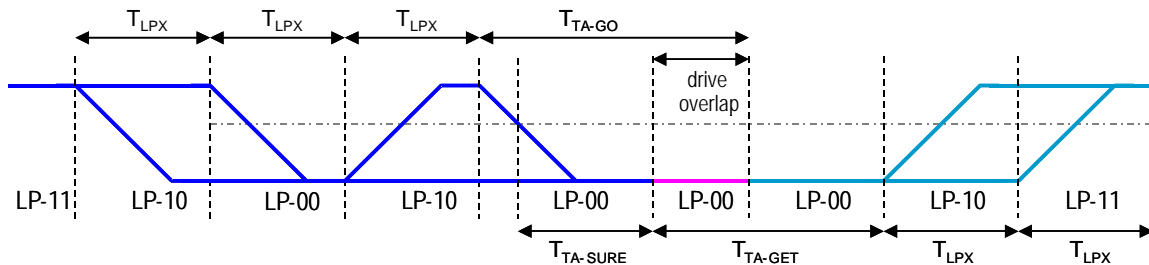 TLPX TLPX TLPX TTA-GO
drive
overlap
LP-11 LP-10 LP-00 LP-10 LP-00 LP-00 LP-00 LP-10 LP-11
TTA-SURE TTA-GET TLPX TLPX